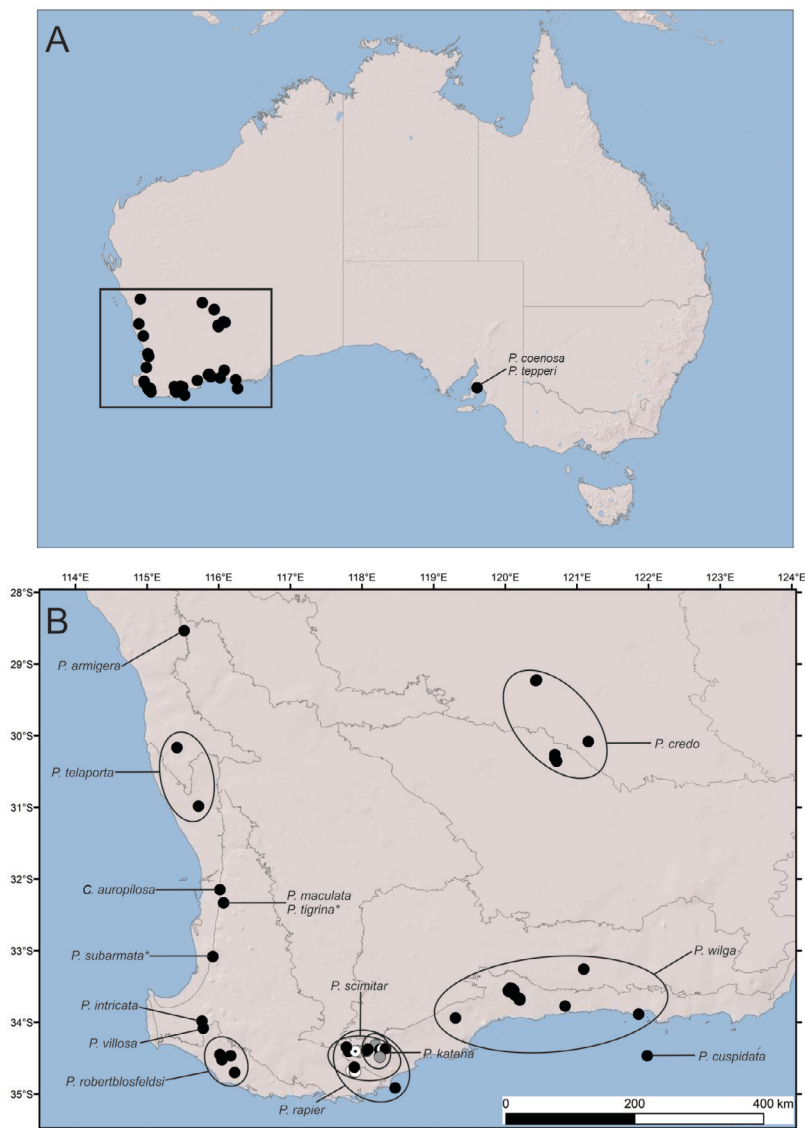 A
P. coenosa
P. tepperi
114°E 115°E 116°E 117°E 118°E 119°E 120°E 121°E 122°E 123°E 124°E
B
28°S
P. armigera
29°S
30°S
P. credo
P. telaporta
31°S
32°S
C. auropilosa
P. maculata
P. tigrina*
33°S
P. subarmata*
P. wilga
P. scimitar
P. intricata
34°S
P. villosa
P. katana
P. cuspidata
P. robertblosfeldsi
35°S
P. rapier
0 200 400 km